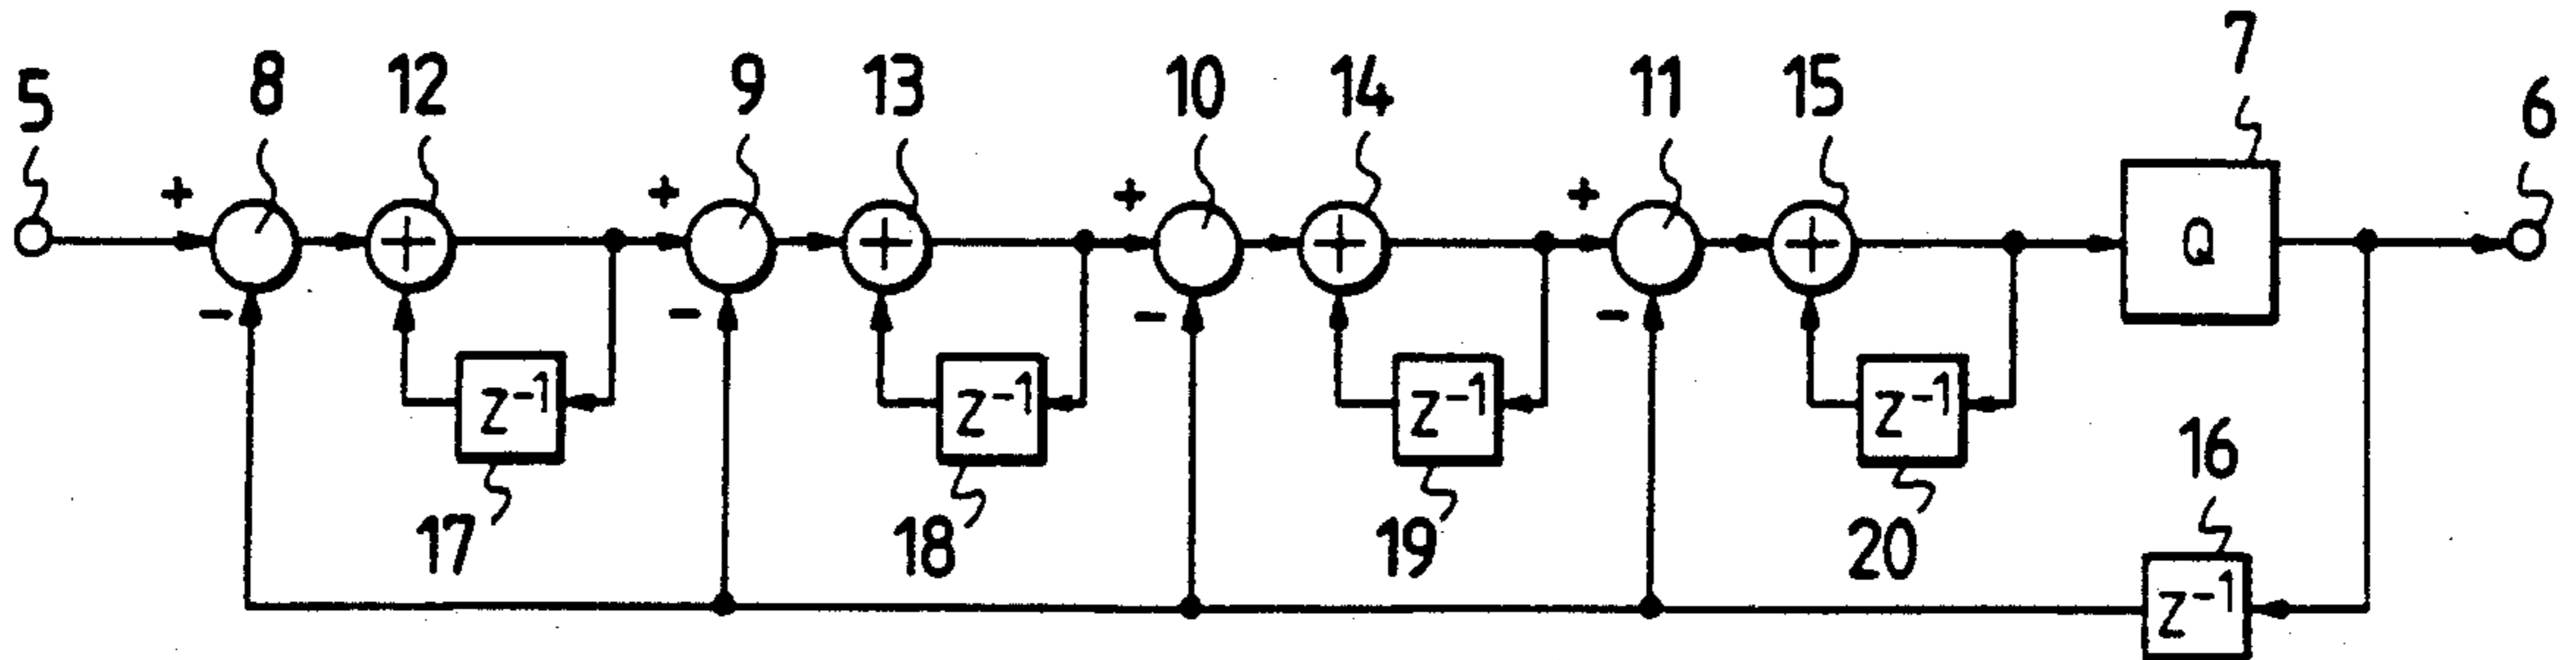 5 8 12 9 13 10 14 11 15 7 6
+ + + +
+ + + + Q
- - - -
z⁻¹ z⁻¹ z⁻¹ z⁻¹
17 18 19 20 16
z⁻¹